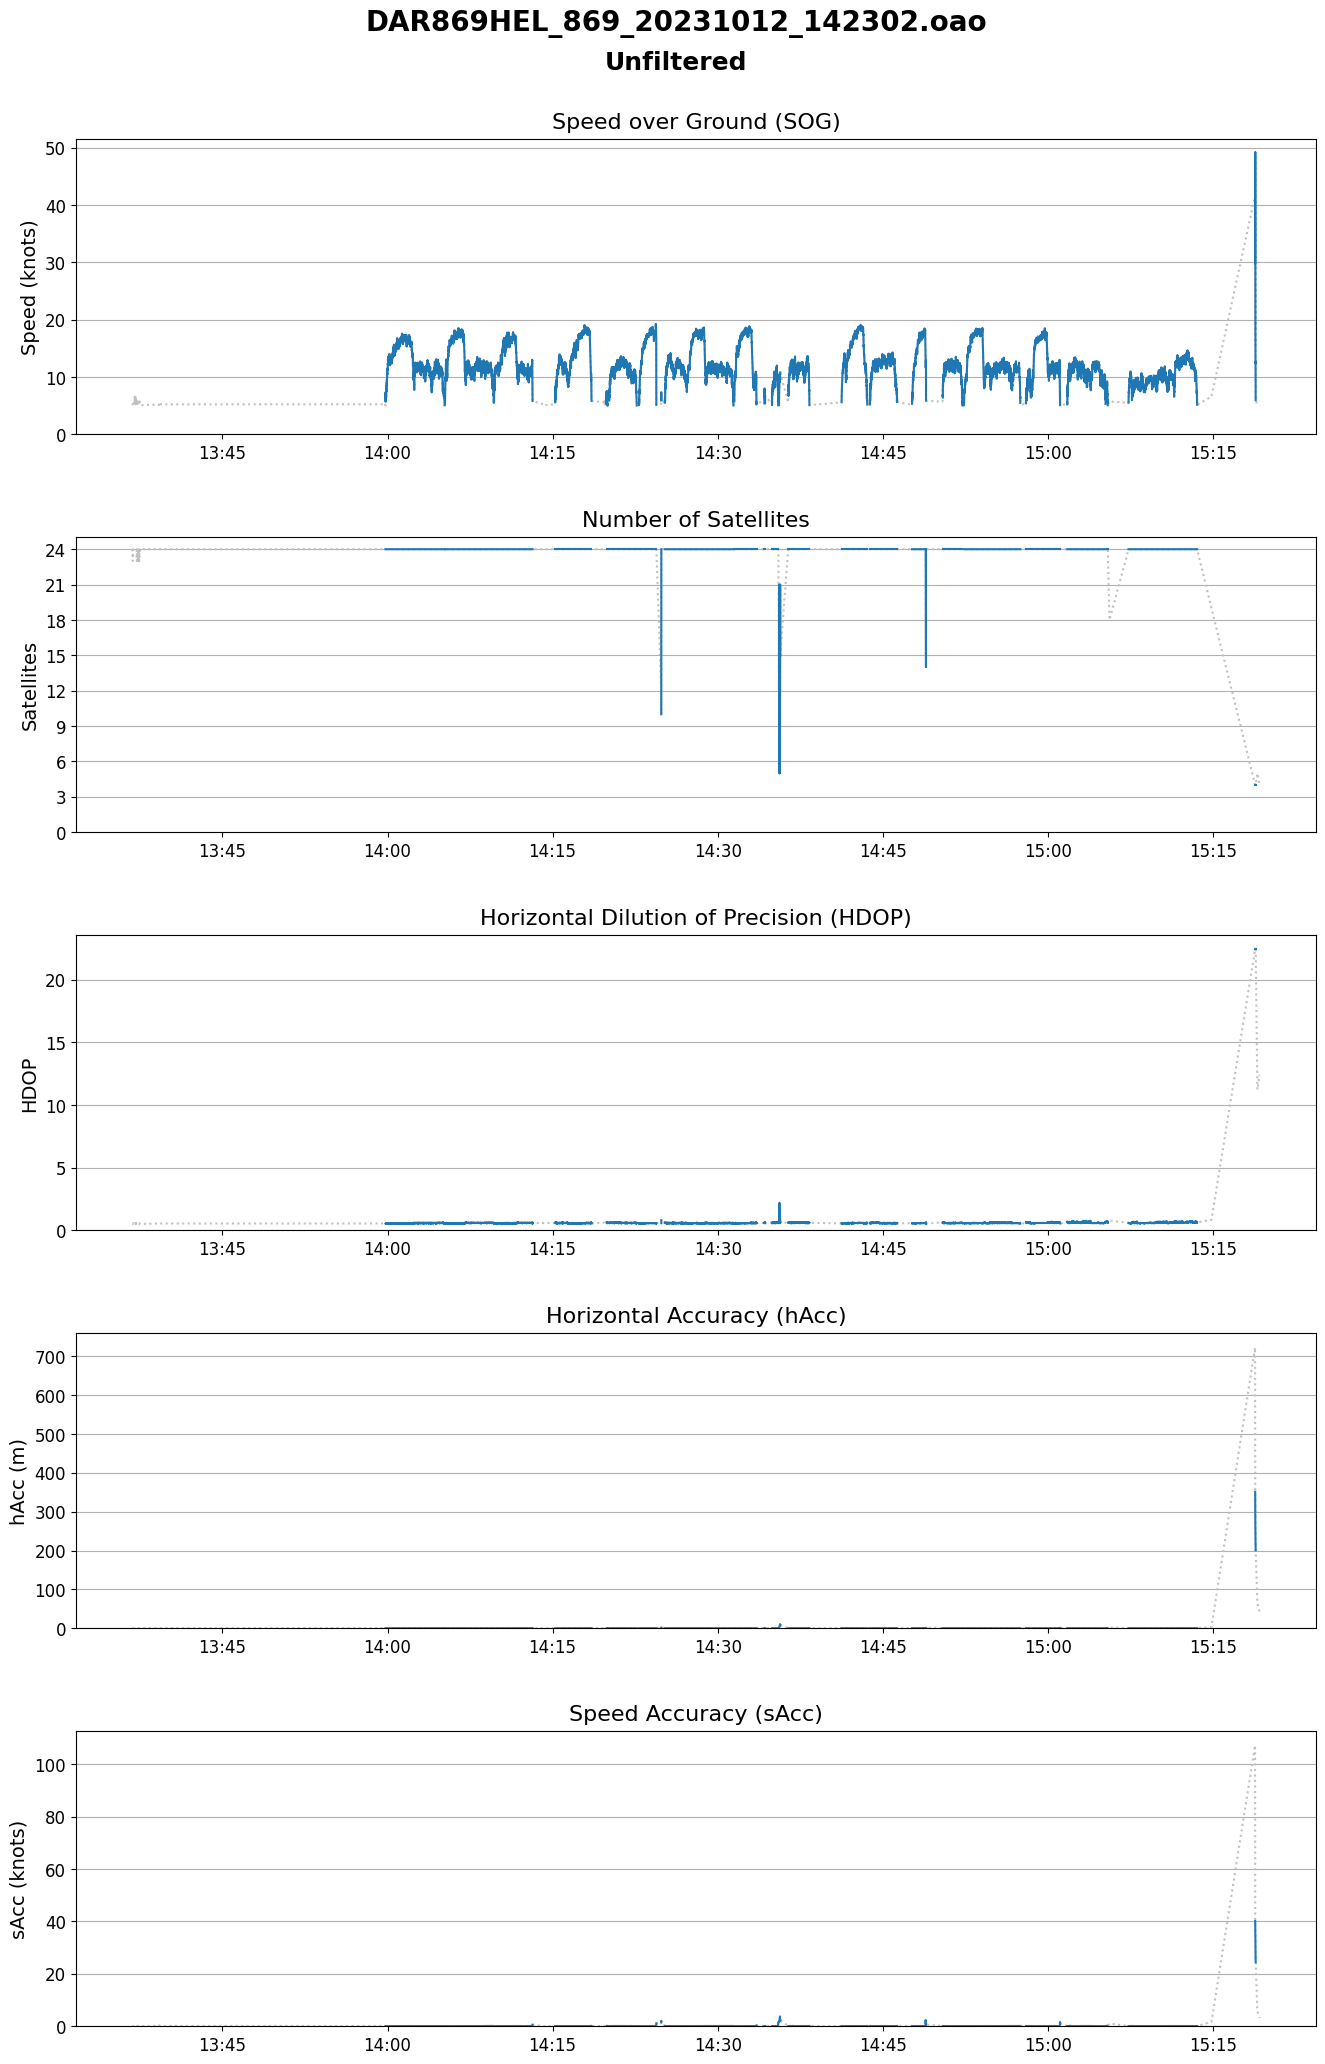 DAR869HEL_869_20231012_142302.oao
Unfiltered
Speed over Ground (SOG)
Speed (knots)
50
40
30
20
10
0
13:45 14:00 14:15 14:30 14:45 15:00 15:15
Number of Satellites
Satellites
24
21
18
15
12
9
6
3
0
13:45 14:00 14:15 14:30 14:45 15:00 15:15
Horizontal Dilution of Precision (HDOP)
HDOP
20
15
10
5
0
13:45 14:00 14:15 14:30 14:45 15:00 15:15
Horizontal Accuracy (hAcc)
hAcc (m)
700
600
500
400
300
200
100
0
13:45 14:00 14:15 14:30 14:45 15:00 15:15
Speed Accuracy (sAcc)
sAcc (knots)
100
80
60
40
20
0
13:45 14:00 14:15 14:30 14:45 15:00 15:15